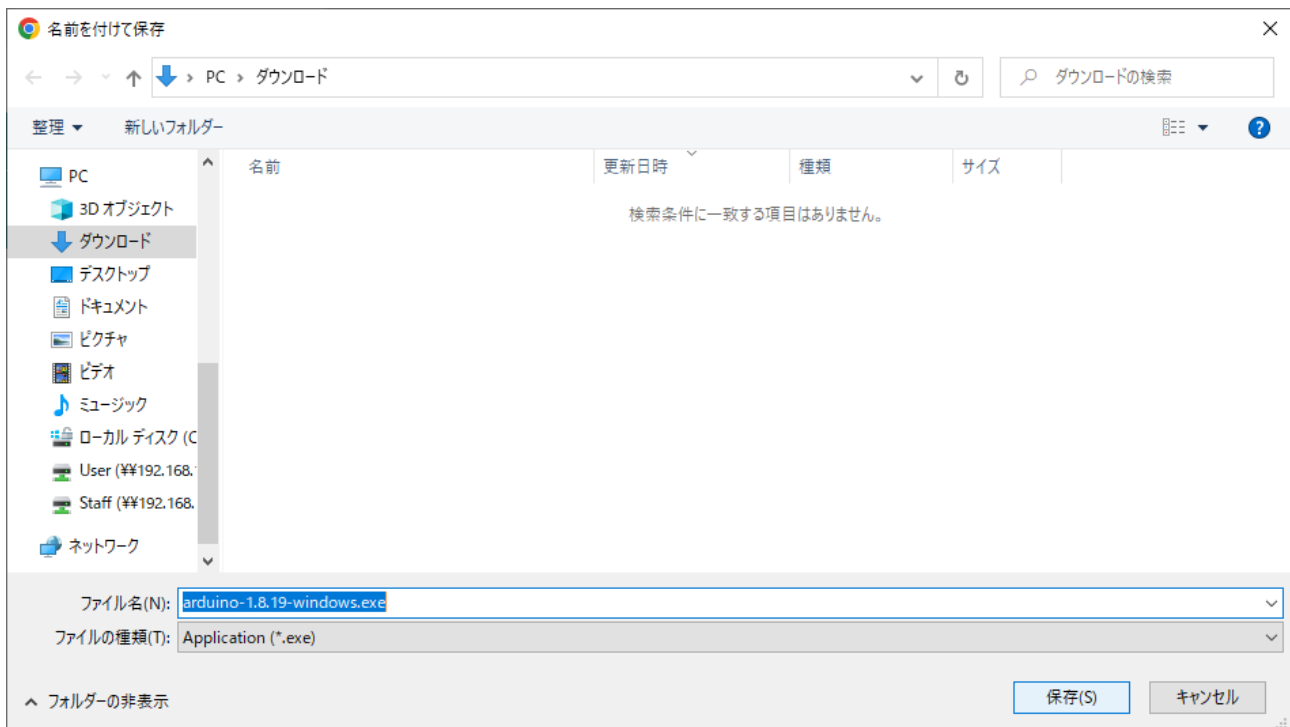 名前を付けて保存
PC › ダウンロード
ダウンロードの検索
整理
新しいフォルダー
名前 更新日時 種類 サイズ
検索条件に一致する項目はありません。
PC
3D オブジェクト
ダウンロード
デスクトップ
ドキュメント
ピクチャ
ビデオ
ミュージック
ローカル ディスク (C
User (¥¥192.168.
Staff (¥¥192.168.
ネットワーク
ファイル名(N): arduino-1.8.19-windows.exe
ファイルの種類(T): Application (*.exe)
フォルダーの非表示
保存(S) キャンセル